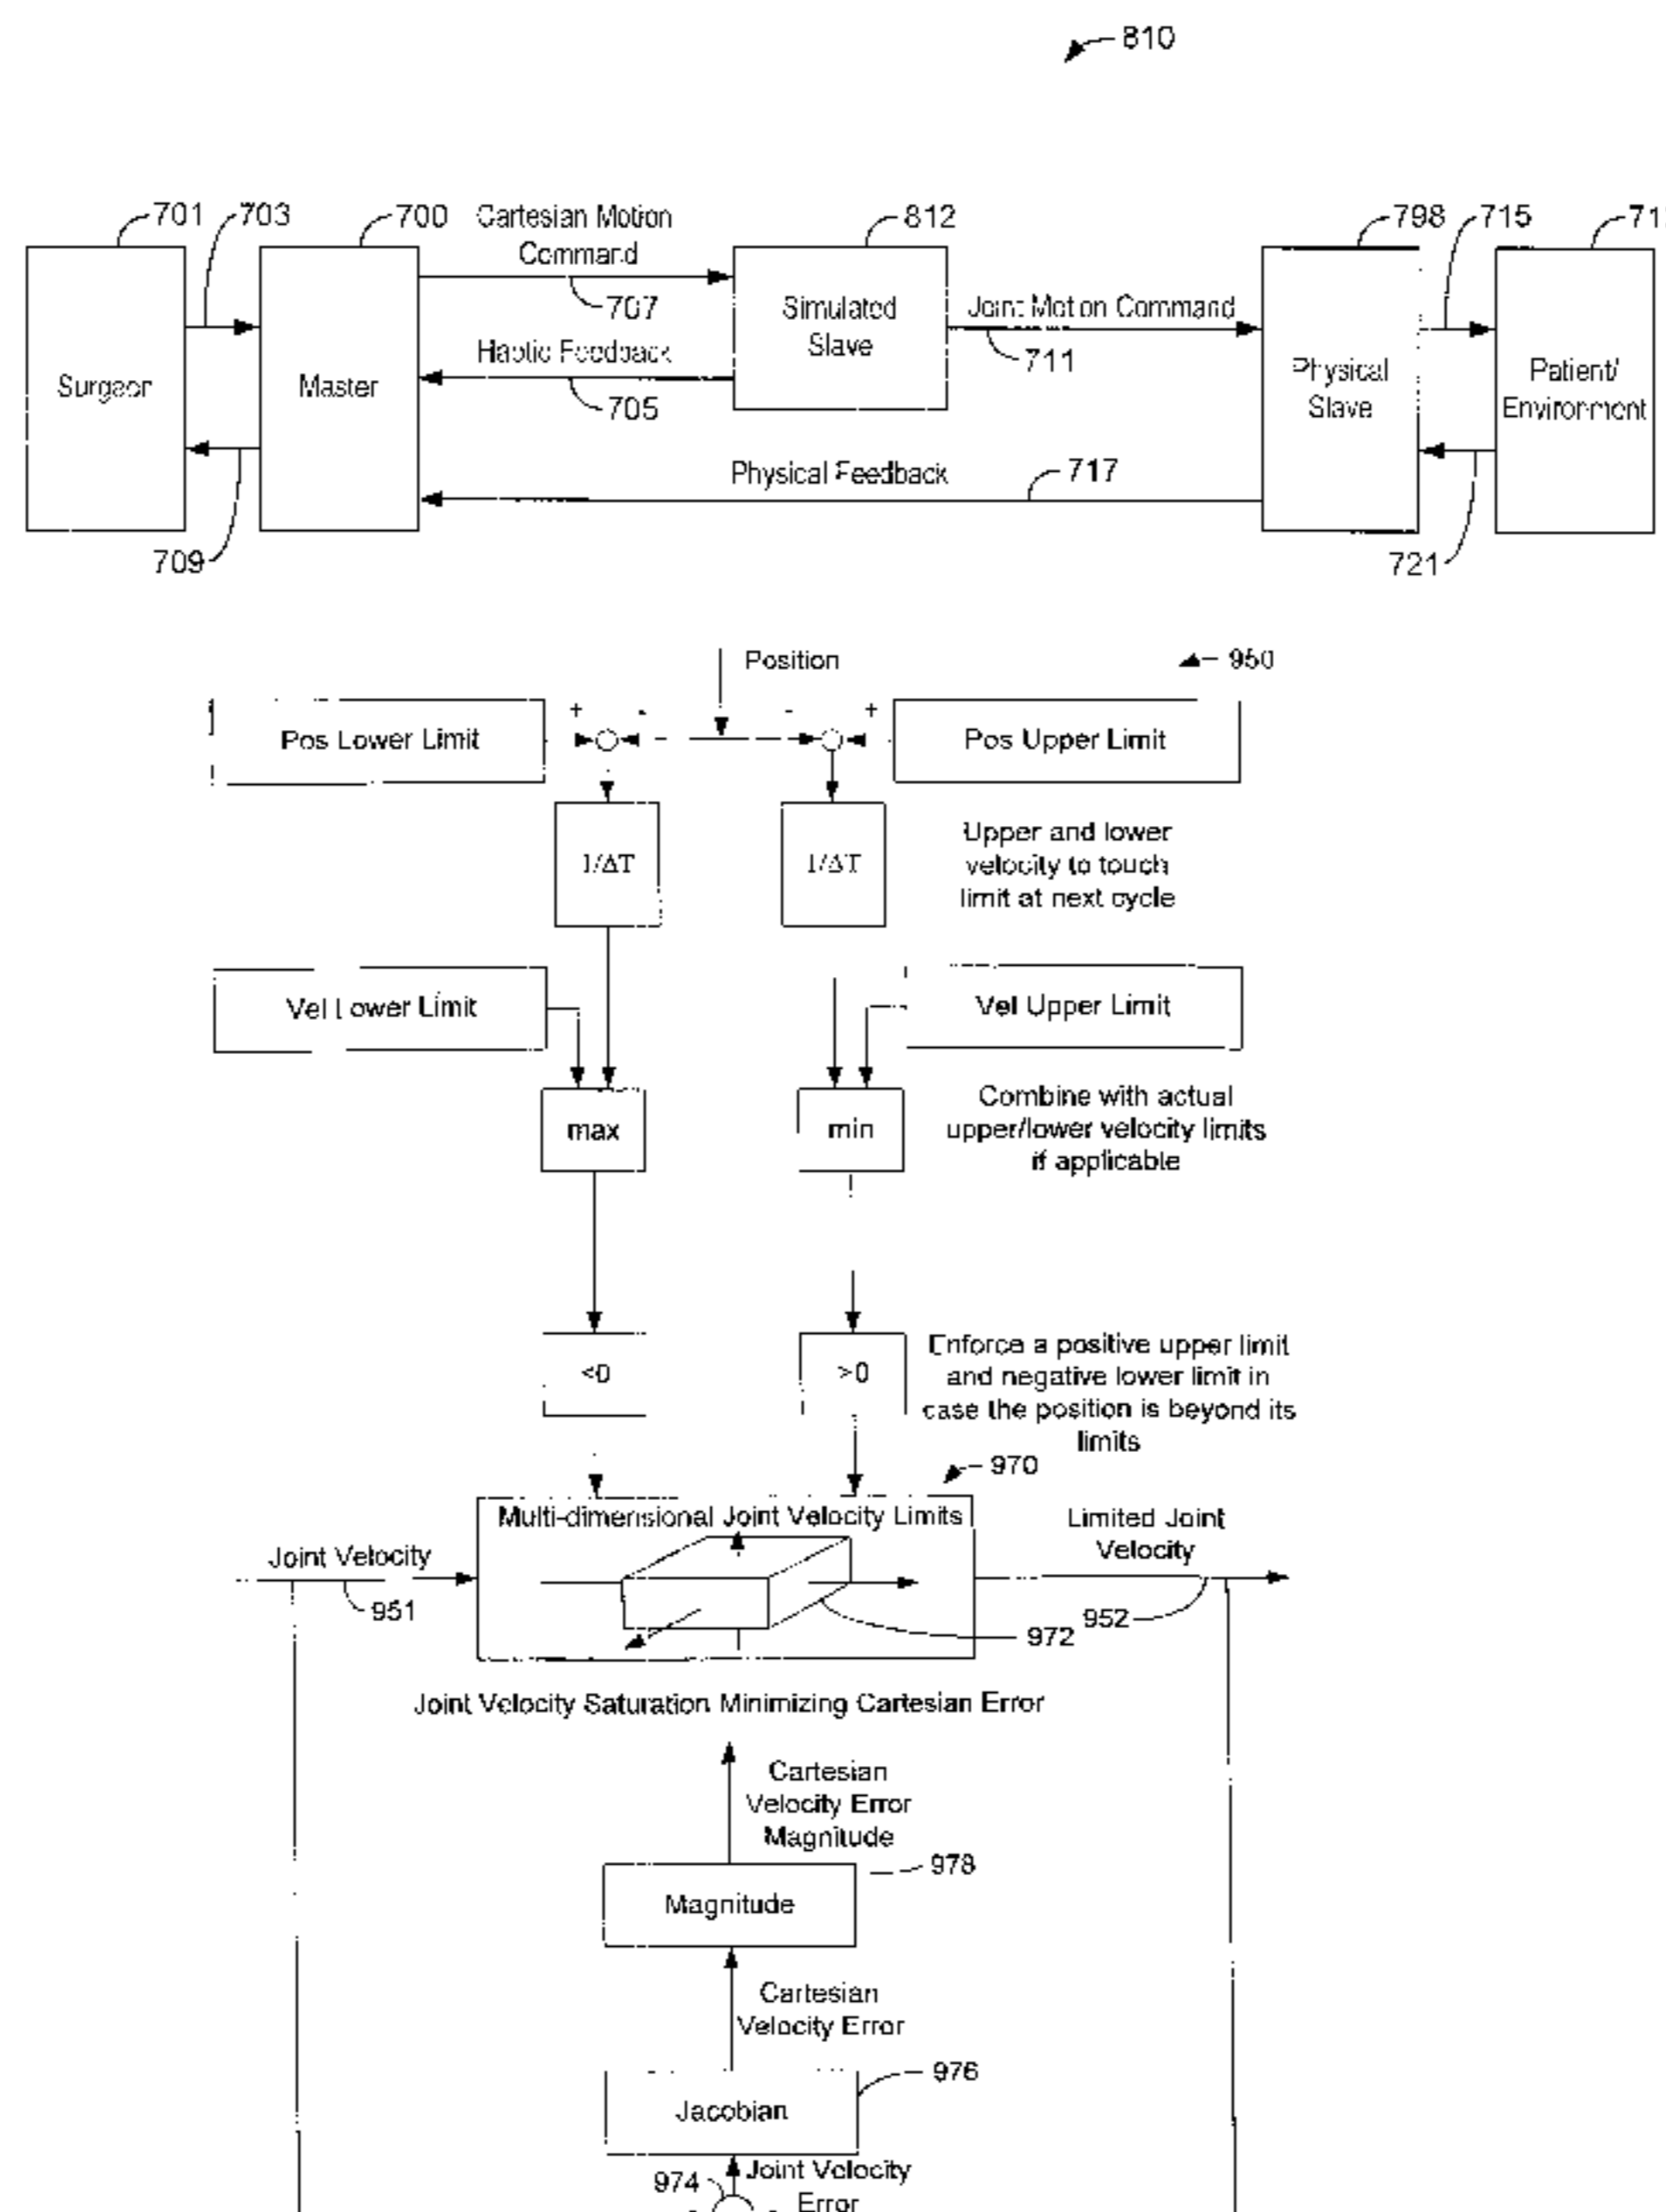 810
701 703 700 Cartesian Motion 812 798 715
Command
707
Simulated
Slave
Joint Motion Command
711
Haptic Feedback
705
Surgeon
Master
Physical
Slave
Patient/
Environment
Physical Feedback 717
709
721
Position
950
+ - - +
Pos Lower Limit
Pos Upper Limit
1/ΔT
1/ΔT
Upper and lower
velocity to touch
limit at next cycle
Vel Lower Limit
Vel Upper Limit
max
min
Combine with actual
upper/lower velocity limits
if applicable
<0
>0
Enforce a positive upper limit
and negative lower limit in
case the position is beyond its
limits
970
Multi-dimensional Joint Velocity Limits
Joint Velocity
951
Limited Joint
Velocity
952
972
Joint Velocity Saturation Minimizing Cartesian Error
Cartesian
Velocity Error
Magnitude
978
Magnitude
Cartesian
Velocity Error
976
Jacobian
974
Joint Velocity
Error